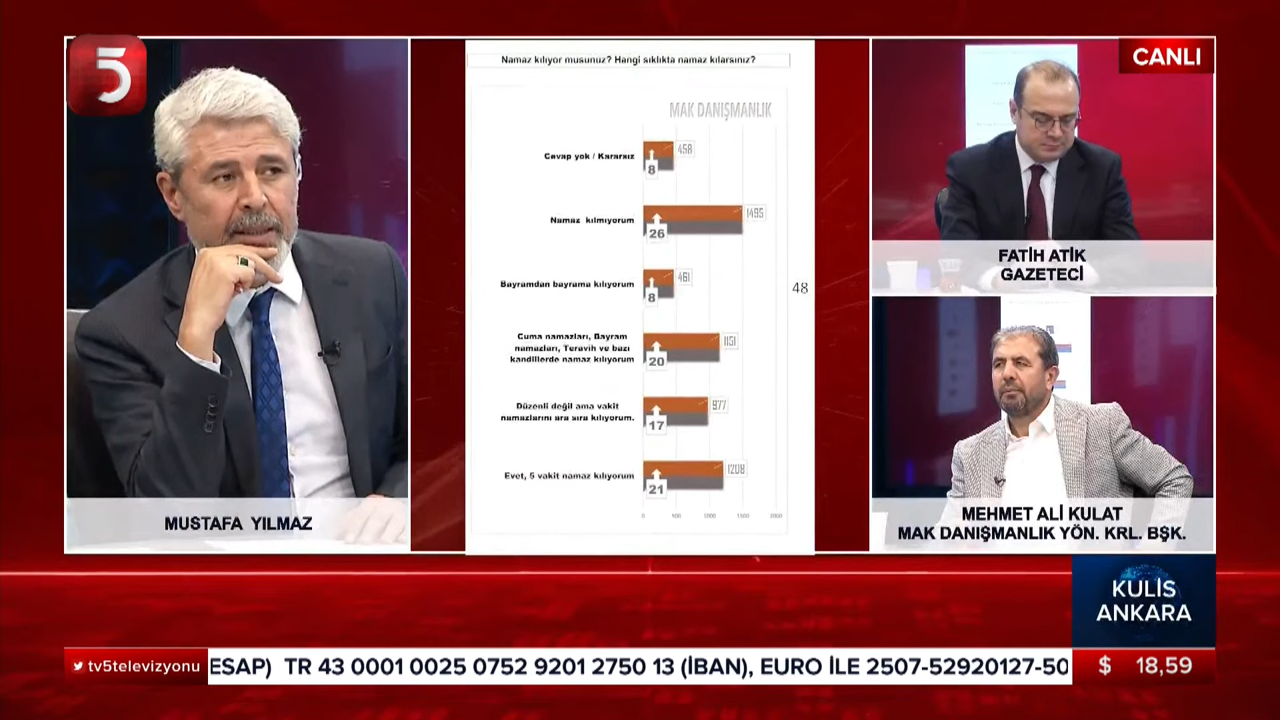 5
CANLI
Namaz kılıyor musunuz? Hangi sıklıkta namaz kılarsınız?
MAK DANIŞMANLIK
Cevap yok / Kararsız
8
458
Namaz kılmıyorum
26
1495
Bayramdan bayrama kılıyorum
8
461
48
Cuma namazları, Bayram
namazları, Teravih ve bazı
kandillerde namaz kılıyorum
20
1151
Düzenli değil ama vakit
namazlarını ara sıra kılıyorum.
17
977
Evet, 5 vakit namaz kılıyorum
21
1208
0 500 1000 1500 2000
FATİH ATİK
GAZETECİ
MUSTAFA YILMAZ
MEHMET ALİ KULAT
MAK DANIŞMANLIK YÖN. KRL. BŞK.
KULİS
ANKARA
tv5televizyonu
ESAP) TR 43 0001 0025 0752 9201 2750 13 (İBAN), EURO İLE 2507-52920127-50
$ 18,59